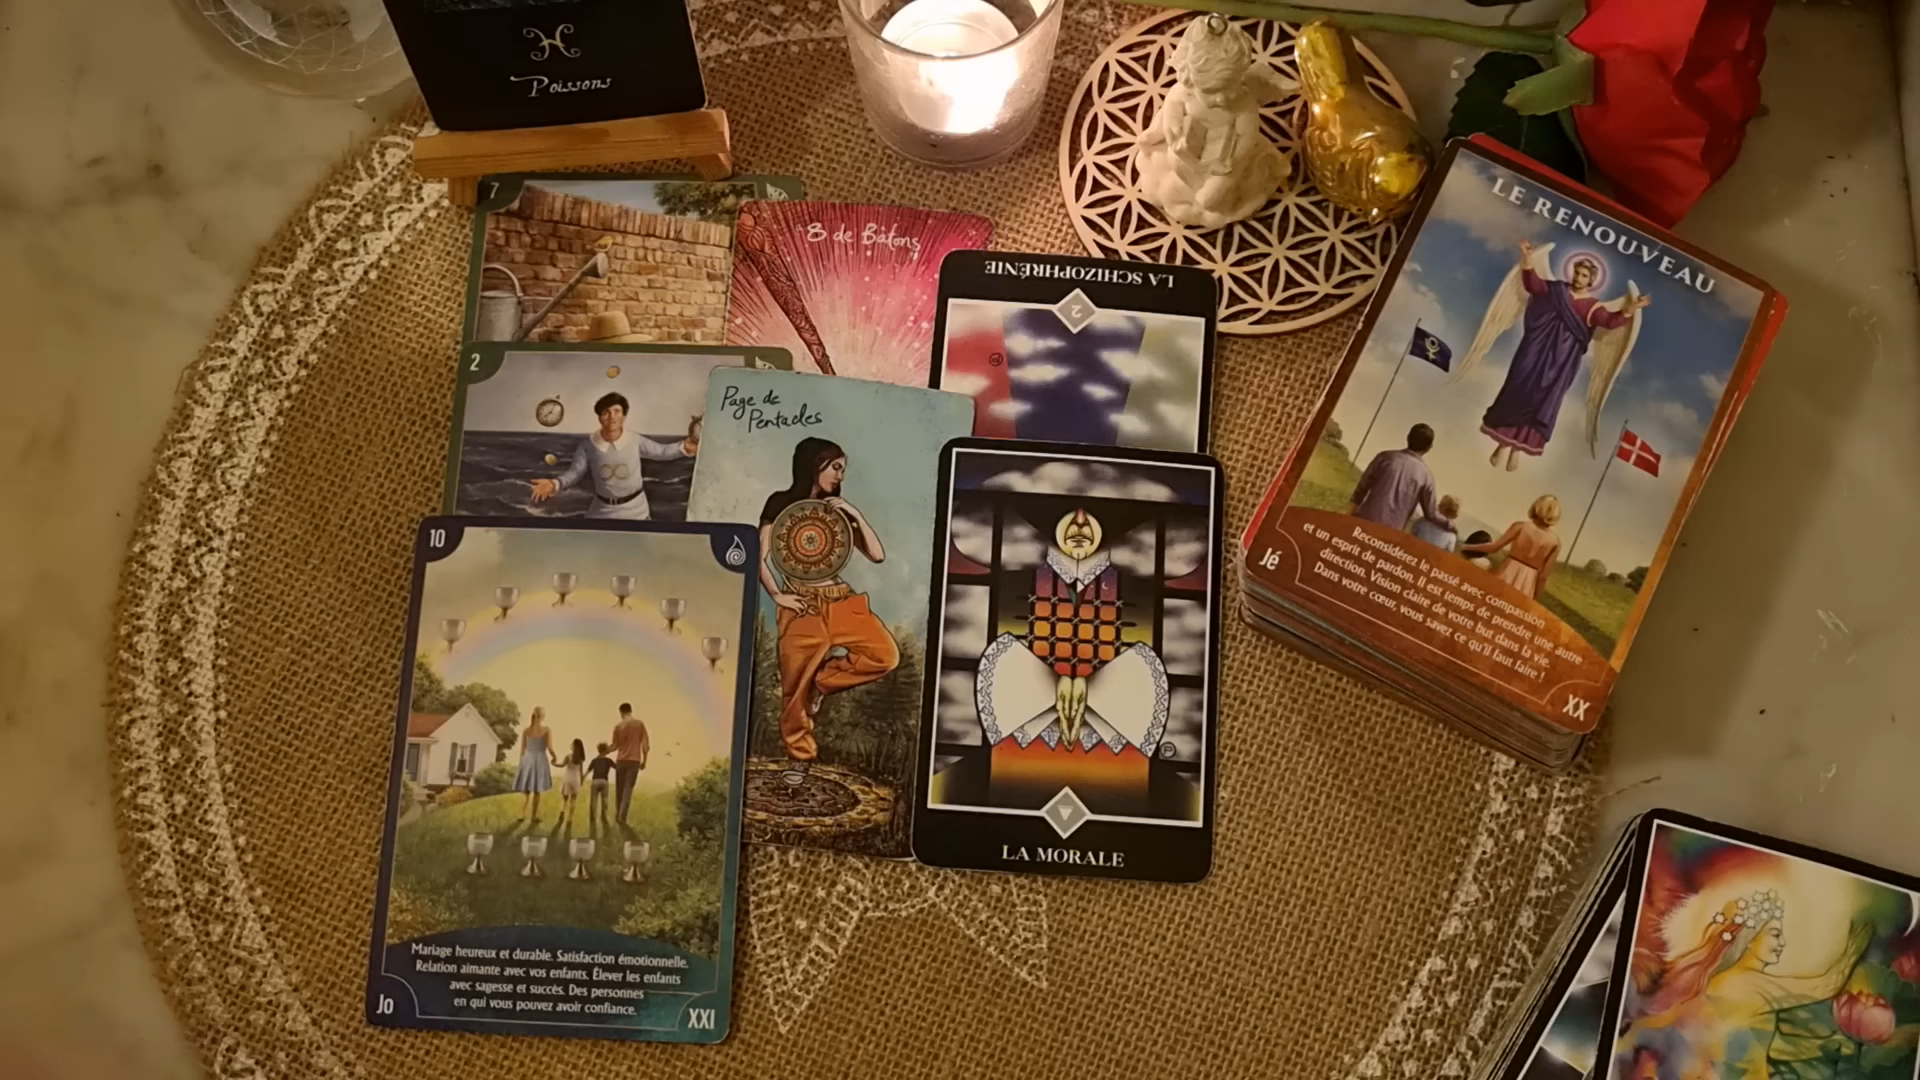 Poissons
7
8 de Bâtons
LA SCHIZOPHRÉNIE
2
2
Page de
Pentacles
10
Mariage heureux et durable. Satisfaction émotionnelle.
Relation aimante avec vos enfants. Élever les enfants
avec sagesse et succès. Des personnes
en qui vous pouvez avoir confiance.
Jo
XXI
LA MORALE
LE RENOUVEAU
Reconsidérez le passé avec compassion
et un esprit de pardon. Il est temps de prendre une autre
direction. Vision claire de votre but dans la vie.
Dans votre cœur, vous savez ce qu'il faut faire !
Jé
XX